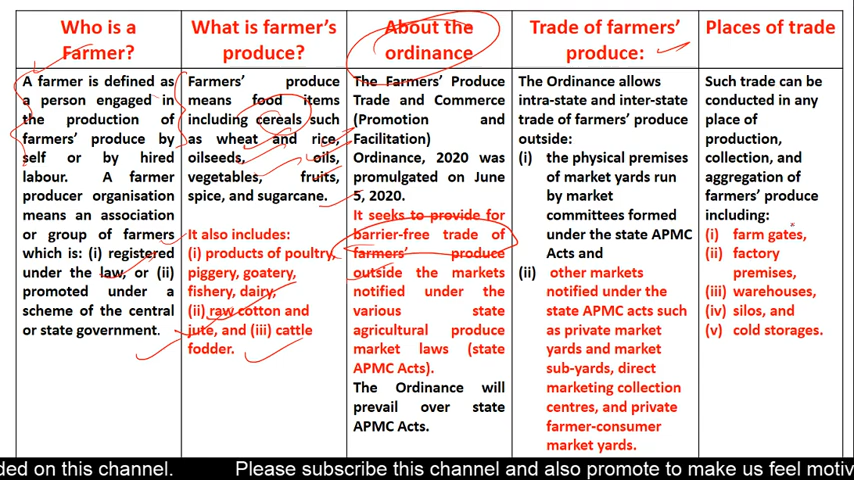 Who is a
Farmer?
A farmer is defined as
a person engaged in
the production of
farmers' produce by
self or by hired
labour. A farmer
producer organisation
means an association
or group of farmers
which is: (i) registered
under the law, or (ii)
promoted under a
scheme of the central
or state government.
What is farmer's
produce?
Farmers' produce
means food items
including cereals such
as wheat and rice,
oilseeds, oils,
vegetables, fruits,
spice, and sugarcane.
It also includes:
(i) products of poultry,
piggery, goatery,
fishery, dairy,
(ii) raw cotton and
jute, and (iii) cattle
fodder.
About the
ordinance
The Farmers' Produce
Trade and Commerce
(Promotion and
Facilitation)
Ordinance, 2020 was
promulgated on June
5, 2020.
It seeks to provide for
barrier-free trade of
farmers' produce
outside the markets
notified under the
various state
agricultural produce
market laws (state
APMC Acts).
The Ordinance will
prevail over state
APMC Acts.
Trade of farmers'
produce:
The Ordinance allows
intra-state and inter-state
trade of farmers' produce
outside:
(i) the physical premises
of market yards run
by market
committees formed
under the state APMC
Acts and
(ii) other markets
notified under the
state APMC acts such
as private market
yards and market
sub-yards, direct
marketing collection
centres, and private
farmer-consumer
market yards.
Places of trade
Such trade can be
conducted in any
place of
production,
collection, and
aggregation of
farmers' produce
including:
(i) farm gates,
(ii) factory
premises,
(iii) warehouses,
(iv) silos, and
(v) cold storages.
ded on this channel. Please subscribe this channel and also promote to make us feel motiv